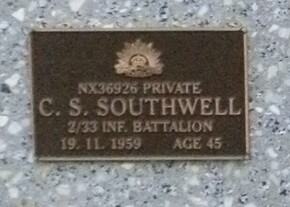 NX36926 PRIVATE
C. S. SOUTHWELL
2/33 INF. BATTALION
19. 11. 1959 AGE 45